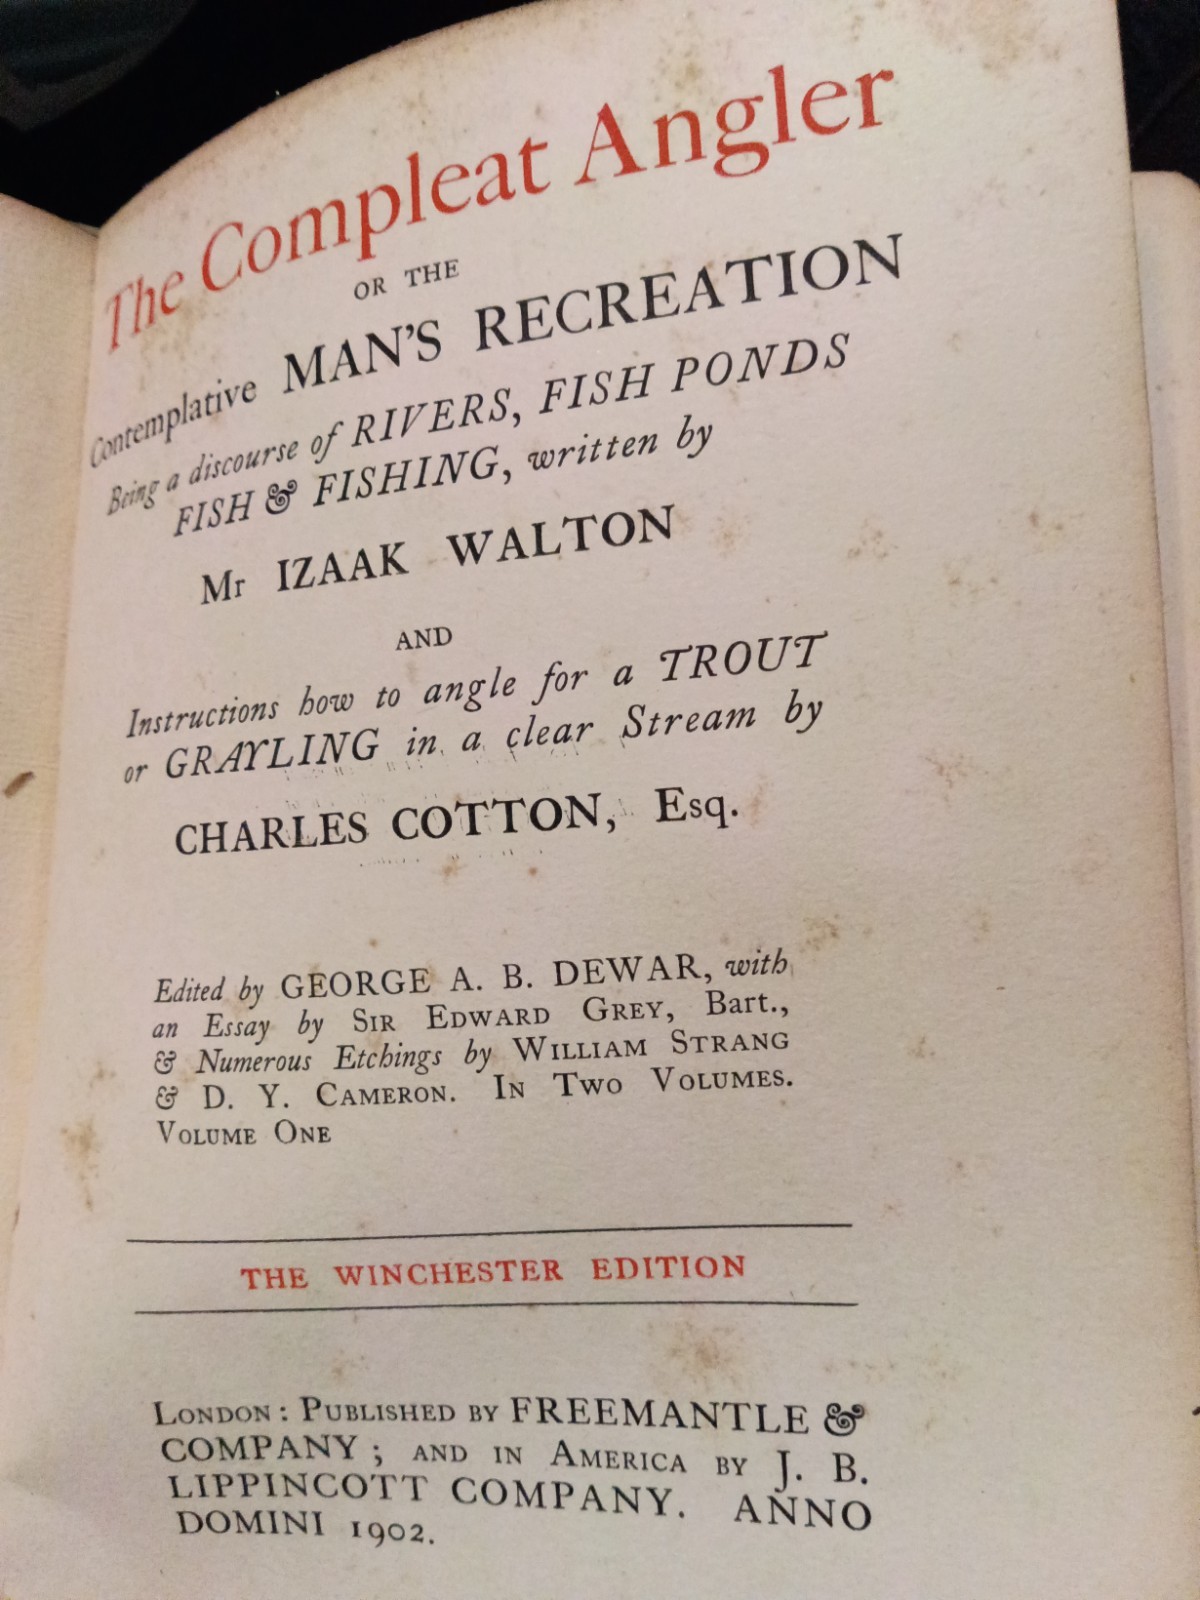 The Compleat Angler
OR THE
Contemplative MAN'S RECREATION
Being a discourse of RIVERS, FISH PONDS
FISH & FISHING, written by
Mr IZAAK WALTON
AND
Instructions how to angle for a TROUT
or GRAYLING in a clear Stream by
CHARLES COTTON, Esq.
Edited by GEORGE A. B. DEWAR, with
an Essay by SIR EDWARD GREY, Bart.,
& Numerous Etchings by WILLIAM STRANG
& D. Y. CAMERON. IN TWO VOLUMES.
VOLUME ONE
THE WINCHESTER EDITION
LONDON: PUBLISHED BY FREEMANTLE &
COMPANY; AND IN AMERICA BY J. B.
LIPPINCOTT COMPANY. ANNO
DOMINI 1902.